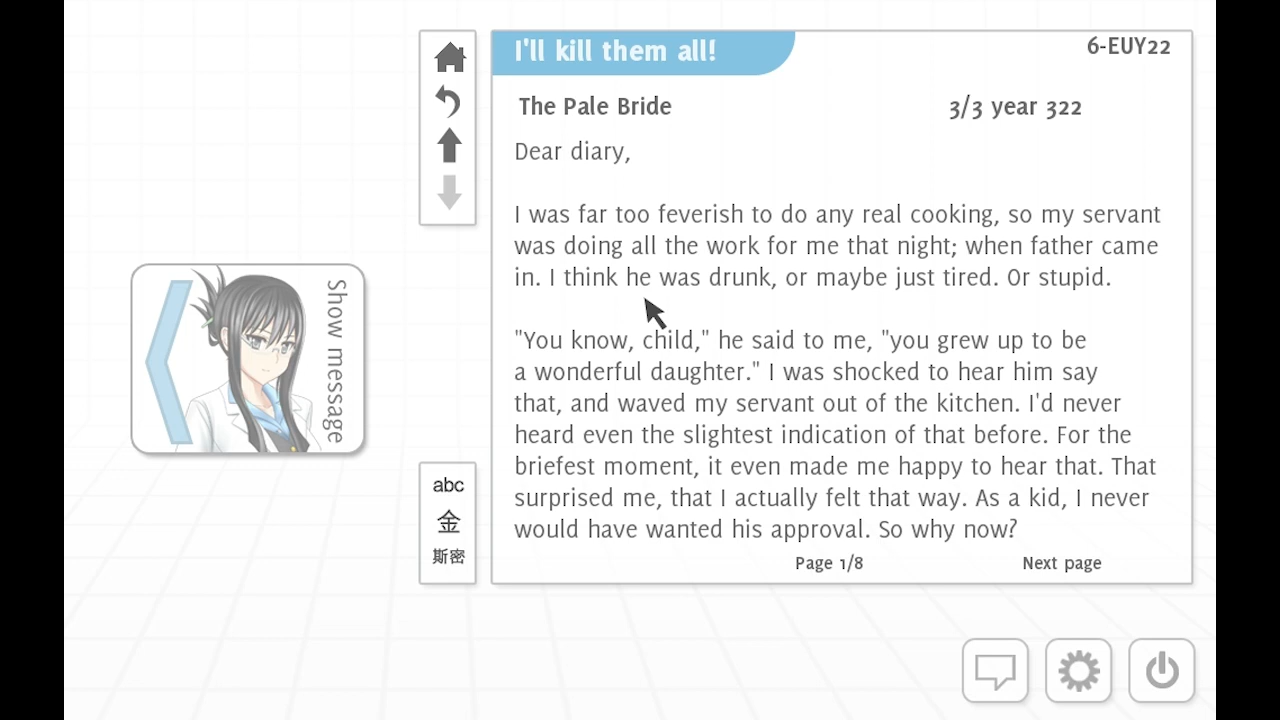 I'll kill them all!
6-EUY22
The Pale Bride
3/3 year 322
Dear diary,
I was far too feverish to do any real cooking, so my servant
was doing all the work for me that night; when father came
in. I think he was drunk, or maybe just tired. Or stupid.
"You know, child," he said to me, "you grew up to be
a wonderful daughter." I was shocked to hear him say
that, and waved my servant out of the kitchen. I'd never
heard even the slightest indication of that before. For the
briefest moment, it even made me happy to hear that. That
surprised me, that I actually felt that way. As a kid, I never
would have wanted his approval. So why now?
Page 1/8
Next page
Show message
abc
金
斯密